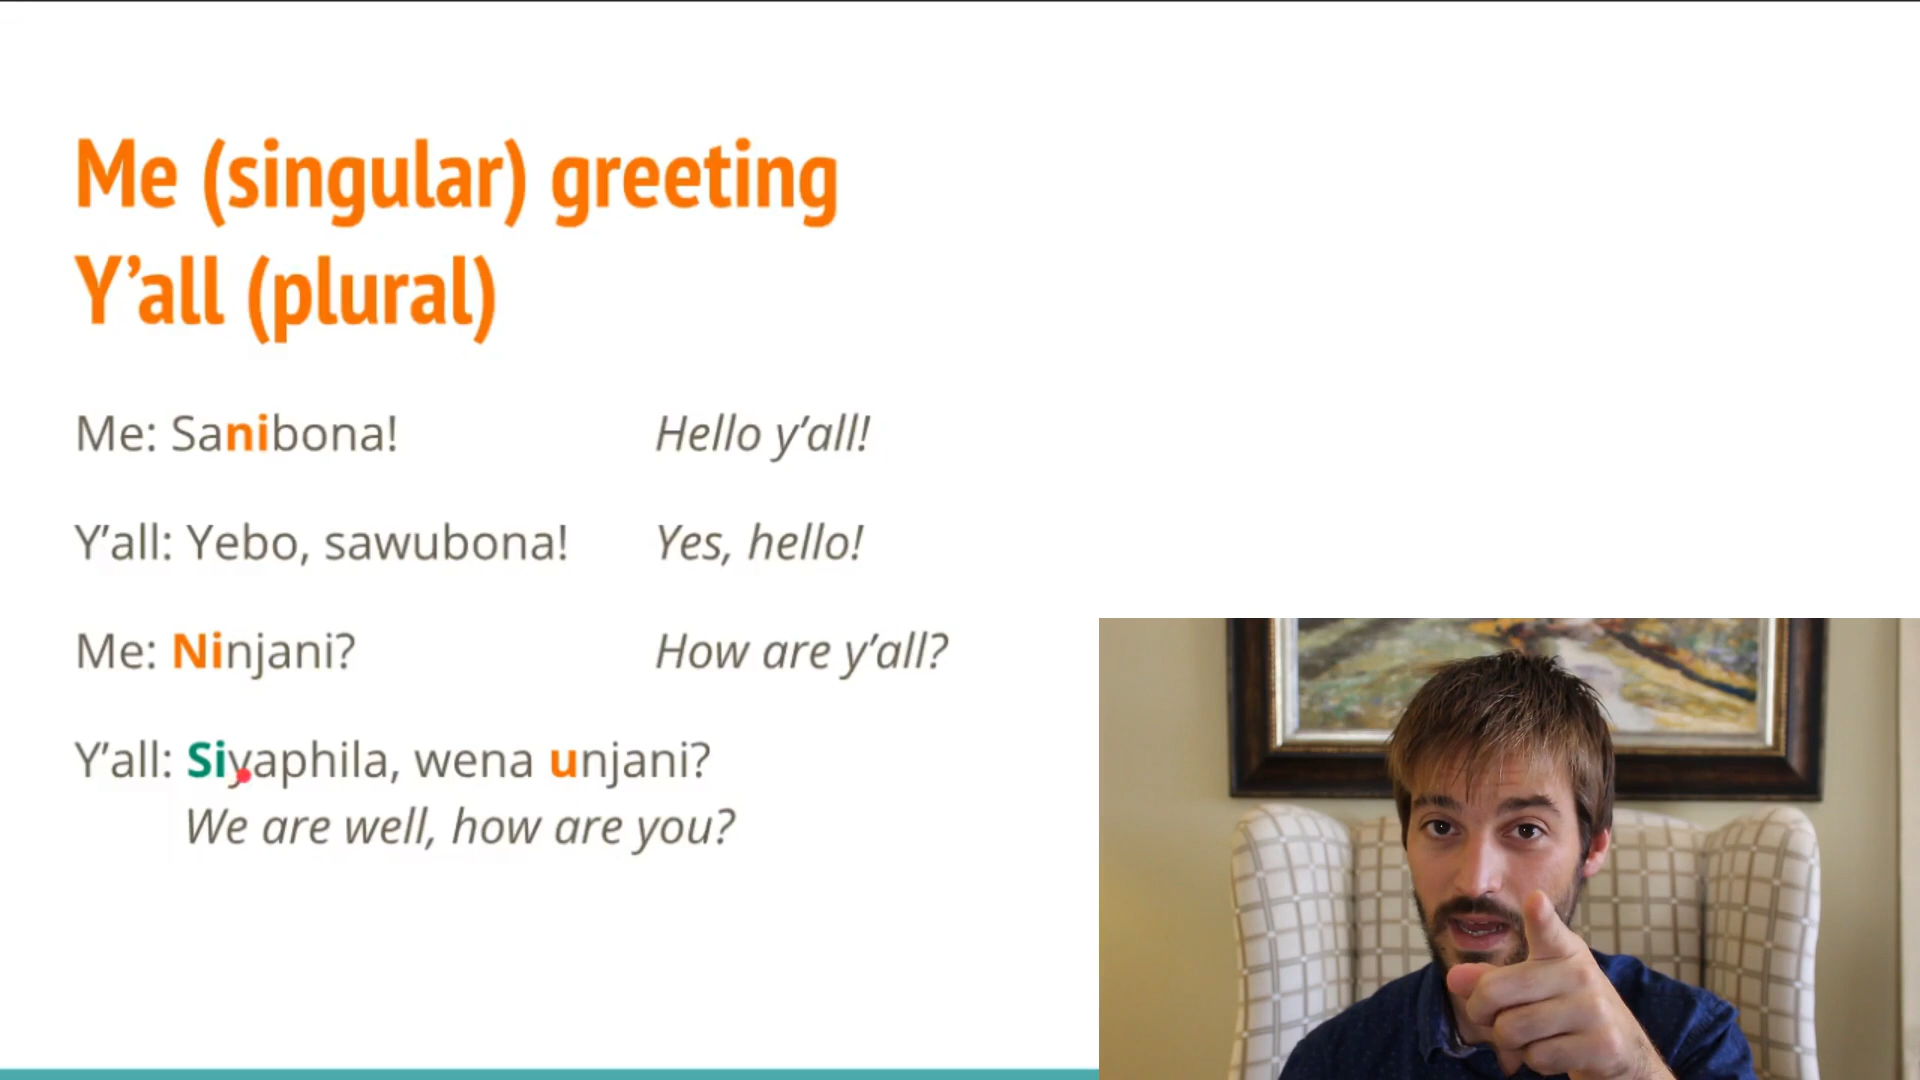 Me (singular) greeting
Y’all (plural)
Me: Sanibona! Hello y’all!
Y’all: Yebo, sawubona! Yes, hello!
Me: Ninjani? How are y’all?
Y’all: Siyaphila, wena unjani?
We are well, how are you?